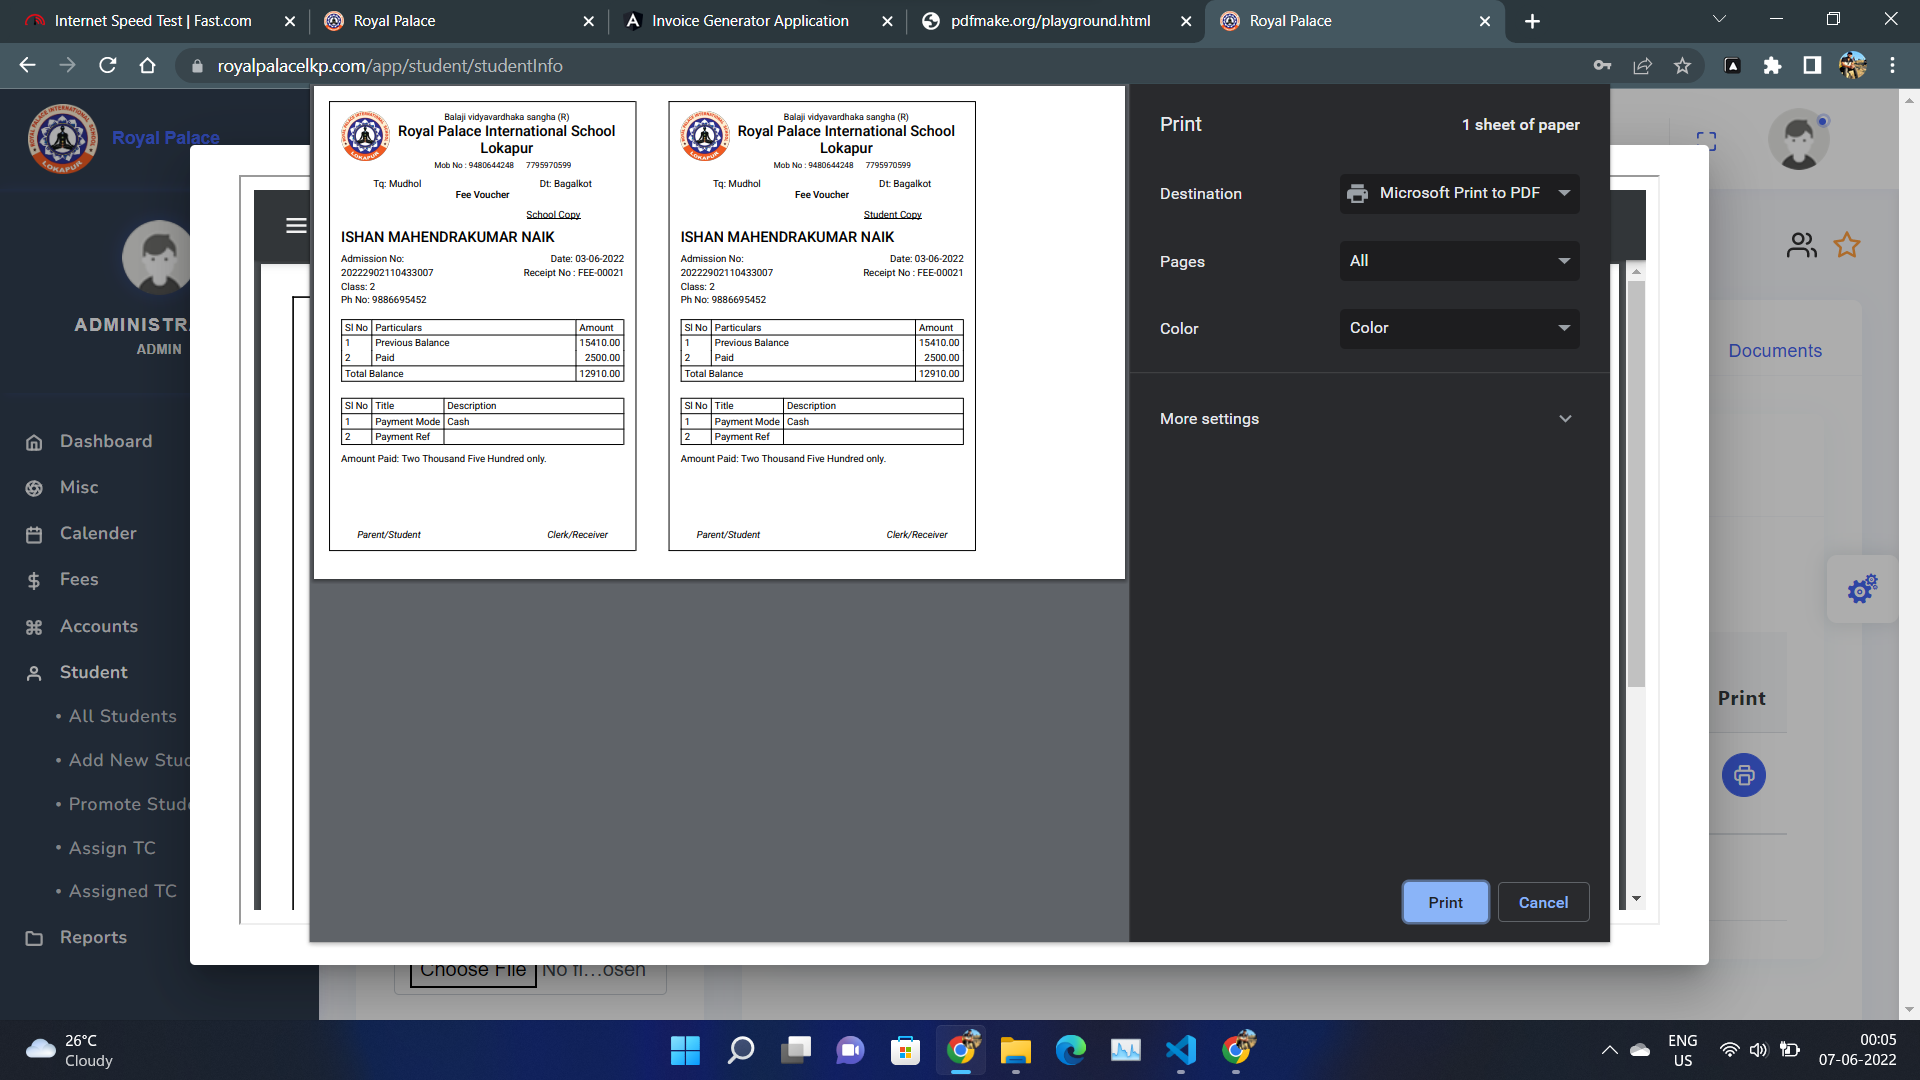 Internet Speed Test | Fast.com
Royal Palace
Invoice Generator Application
pdfmake.org/playground.html
Royal Palace
royalpalacelkp.com/app/student/studentInfo
Royal Palace
ADMINISTR
ADMIN
Dashboard
Misc
Calender
Fees
Accounts
Student
• All Students
• Add New Stu
• Promote Stud
• Assign TC
• Assigned TC
Reports
Balaji vidyavardhaka sangha (R)
Royal Palace International School
Lokapur
Mob No : 9480644248 7795970599
Tq: Mudhol Dt: Bagalkot
Fee Voucher
School Copy
ISHAN MAHENDRAKUMAR NAIK
Admission No: Date: 03-06-2022
20222902110433007 Receipt No : FEE-00021
Class: 2
Ph No: 9886695452
Sl No Particulars Amount
1 Previous Balance 15410.00
2 Paid 2500.00
Total Balance 12910.00
Sl No Title Description
1 Payment Mode Cash
2 Payment Ref
Amount Paid: Two Thousand Five Hundred only.
Parent/Student Clerk/Receiver
Balaji vidyavardhaka sangha (R)
Royal Palace International School
Lokapur
Mob No : 9480644248 7795970599
Tq: Mudhol Dt: Bagalkot
Fee Voucher
Student Copy
ISHAN MAHENDRAKUMAR NAIK
Admission No: Date: 03-06-2022
20222902110433007 Receipt No : FEE-00021
Class: 2
Ph No: 9886695452
Sl No Particulars Amount
1 Previous Balance 15410.00
2 Paid 2500.00
Total Balance 12910.00
Sl No Title Description
1 Payment Mode Cash
2 Payment Ref
Amount Paid: Two Thousand Five Hundred only.
Parent/Student Clerk/Receiver
Print 1 sheet of paper
Destination Microsoft Print to PDF
Pages All
Color Color
More settings
Print Cancel
Documents
Print
Choose File No fi…osen
26°C
Cloudy
ENG
US
00:05
07-06-2022